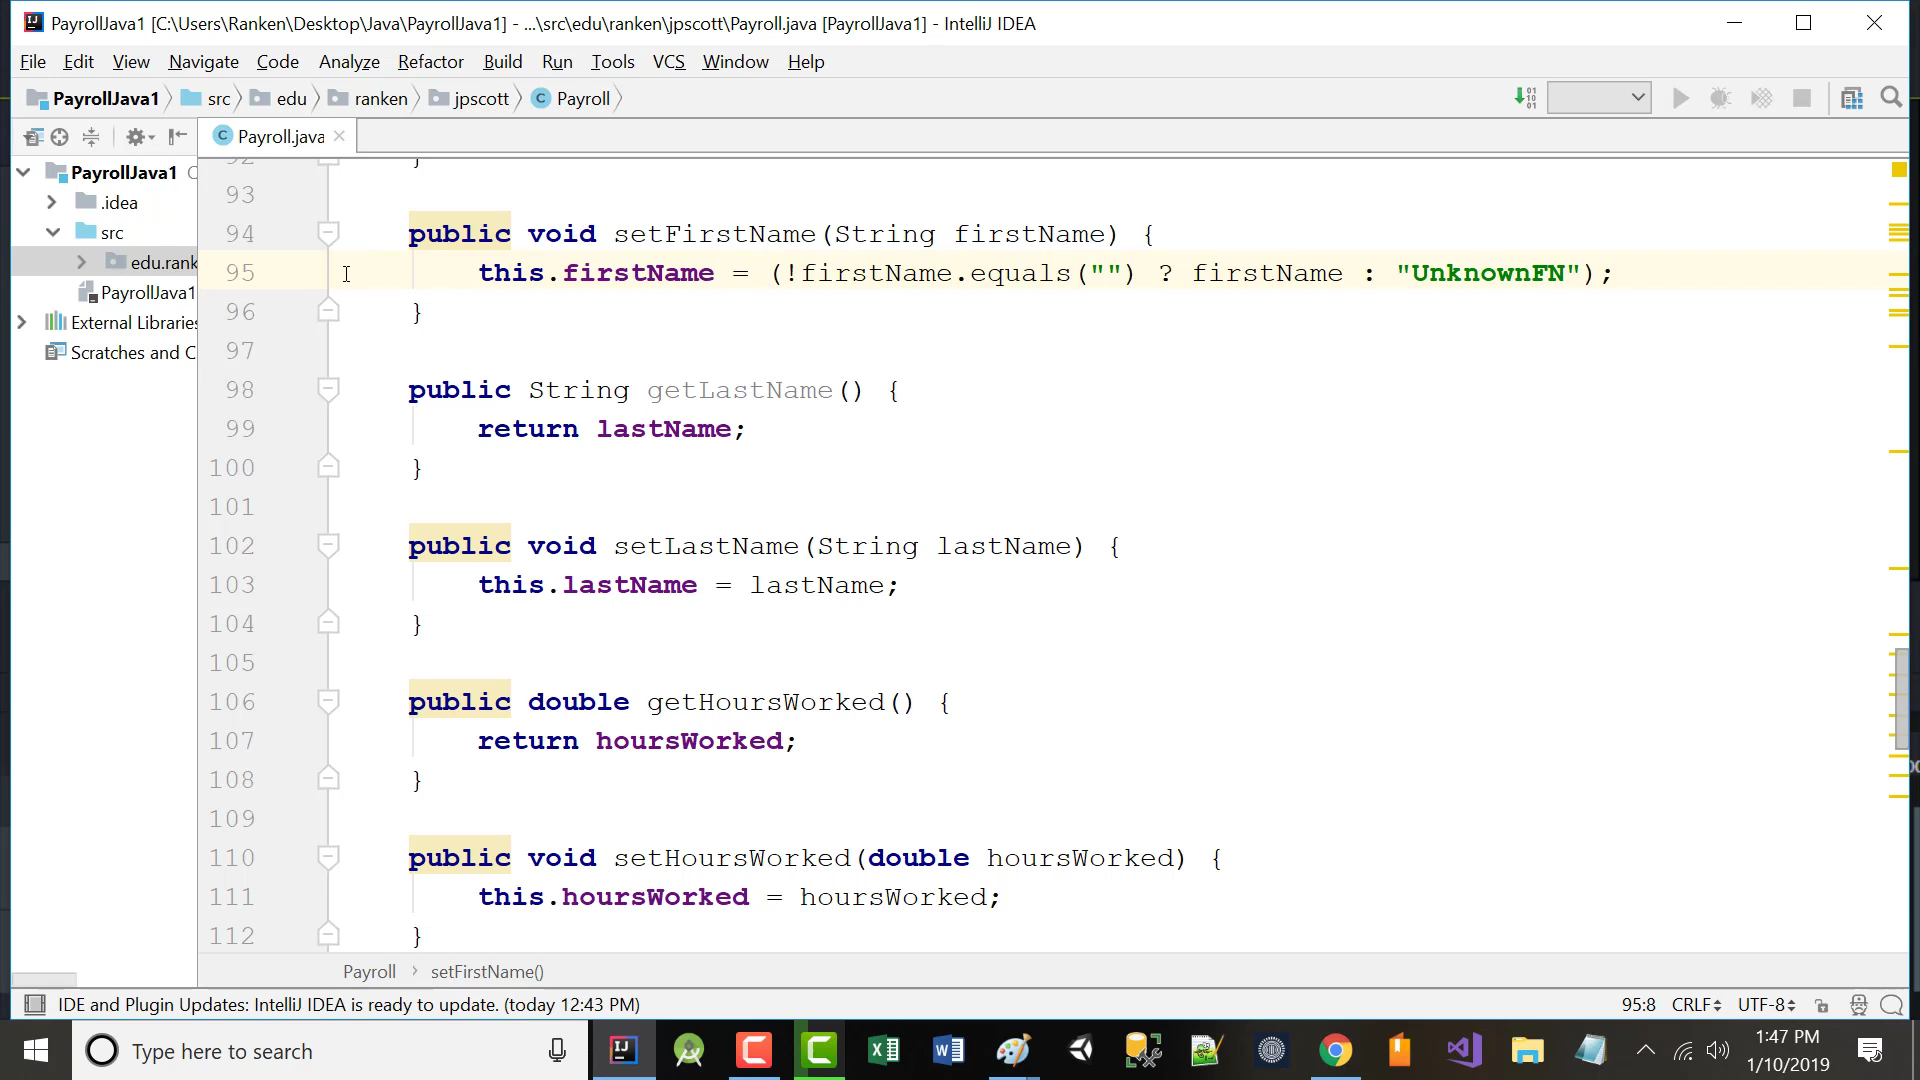 PayrollJava1 [C:\Users\Ranken\Desktop\Java\PayrollJava1] - ...\src\edu\ranken\jpscott\Payroll.java [PayrollJava1] - IntelliJ IDEA
File Edit View Navigate Code Analyze Refactor Build Run Tools VCS Window Help
PayrollJava1 src edu ranken jpscott Payroll
Payroll.java
PayrollJava1
.idea
src
edu.rank
PayrollJava1
External Libraries
Scratches and C
92 }
93
94 public void setFirstName(String firstName) {
95 this.firstName = (!firstName.equals("") ? firstName : "UnknownFN");
96 }
97
98 public String getLastName() {
99 return lastName;
100 }
101
102 public void setLastName(String lastName) {
103 this.lastName = lastName;
104 }
105
106 public double getHoursWorked() {
107 return hoursWorked;
108 }
109
110 public void setHoursWorked(double hoursWorked) {
111 this.hoursWorked = hoursWorked;
112 }
Payroll › setFirstName()
IDE and Plugin Updates: IntelliJ IDEA is ready to update. (today 12:43 PM) 95:8 CRLF UTF-8
Type here to search
1:47 PM
1/10/2019